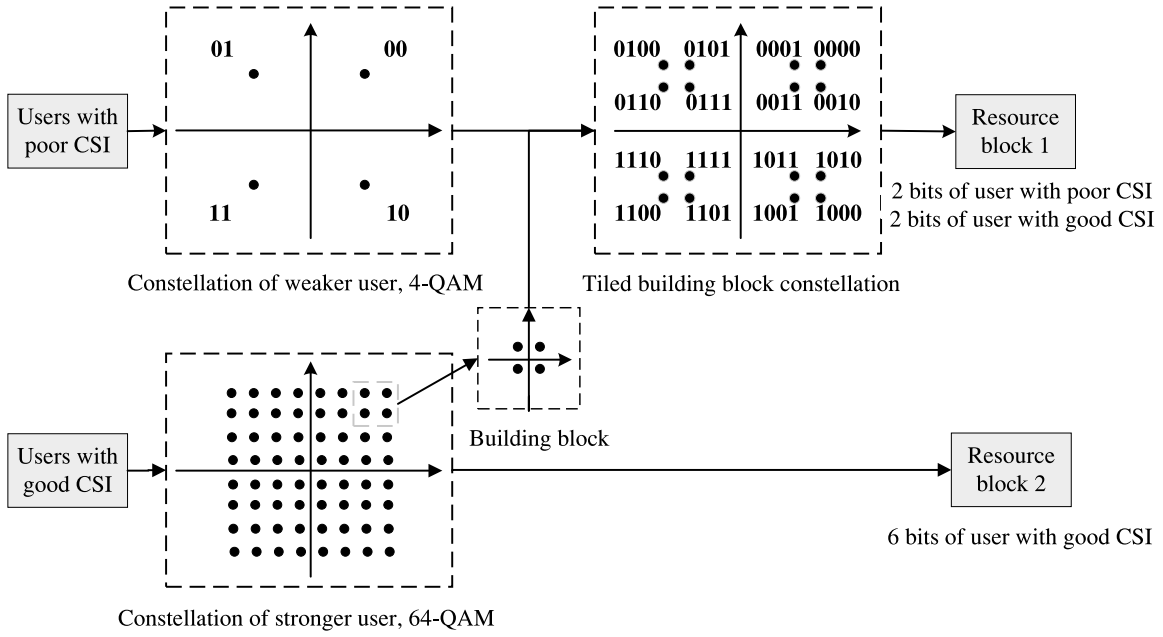 Users with
poor CSI
01 00
11 10
Constellation of weaker user, 4-QAM
0100 0101 0001 0000
0110 0111 0011 0010
1110 1111 1011 1010
1100 1101 1001 1000
Tiled building block constellation
Resource
block 1
2 bits of user with poor CSI
2 bits of user with good CSI
Building block
Users with
good CSI
Constellation of stronger user, 64-QAM
Resource
block 2
6 bits of user with good CSI